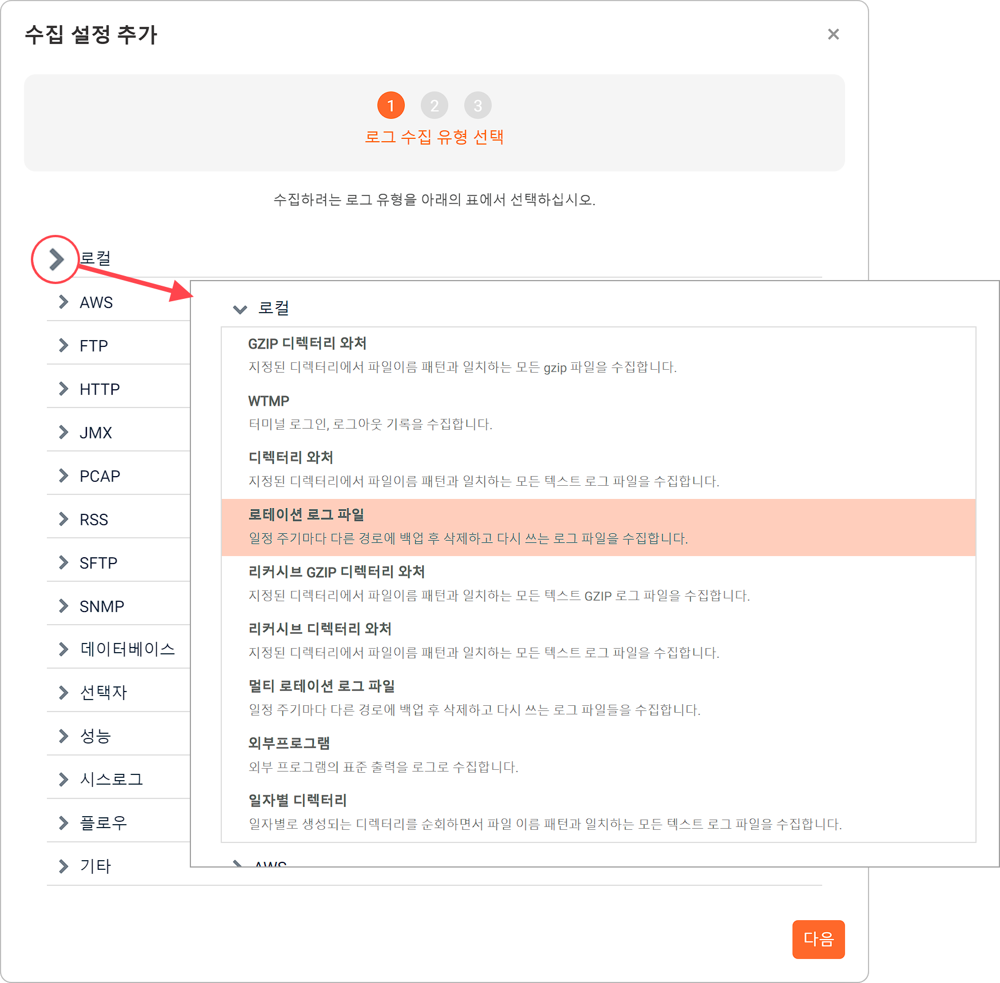 수집 설정 추가
×
1 2 3
로그 수집 유형 선택
수집하려는 로그 유형을 아래의 표에서 선택하십시오.
로컬
AWS
FTP
HTTP
JMX
PCAP
RSS
SFTP
SNMP
데이터베이스
선택자
성능
시스로그
플로우
기타
로컬
GZIP 디렉터리 와처
지정된 디렉터리에서 파일이름 패턴과 일치하는 모든 gzip 파일을 수집합니다.
WTMP
터미널 로그인, 로그아웃 기록을 수집합니다.
디렉터리 와처
지정된 디렉터리에서 파일이름 패턴과 일치하는 모든 텍스트 로그 파일을 수집합니다.
로테이션 로그 파일
일정 주기마다 다른 경로에 백업 후 삭제하고 다시 쓰는 로그 파일을 수집합니다.
리커시브 GZIP 디렉터리 와처
지정된 디렉터리에서 파일이름 패턴과 일치하는 모든 텍스트 GZIP 로그 파일을 수집합니다.
리커시브 디렉터리 와처
지정된 디렉터리에서 파일이름 패턴과 일치하는 모든 텍스트 로그 파일을 수집합니다.
멀티 로테이션 로그 파일
일정 주기마다 다른 경로에 백업 후 삭제하고 다시 쓰는 로그 파일들을 수집합니다.
외부프로그램
외부 프로그램의 표준 출력을 로그로 수집합니다.
일자별 디렉터리
일자별로 생성되는 디렉터리를 순회하면서 파일 이름 패턴과 일치하는 모든 텍스트 로그 파일을 수집합니다.
AWS
다음